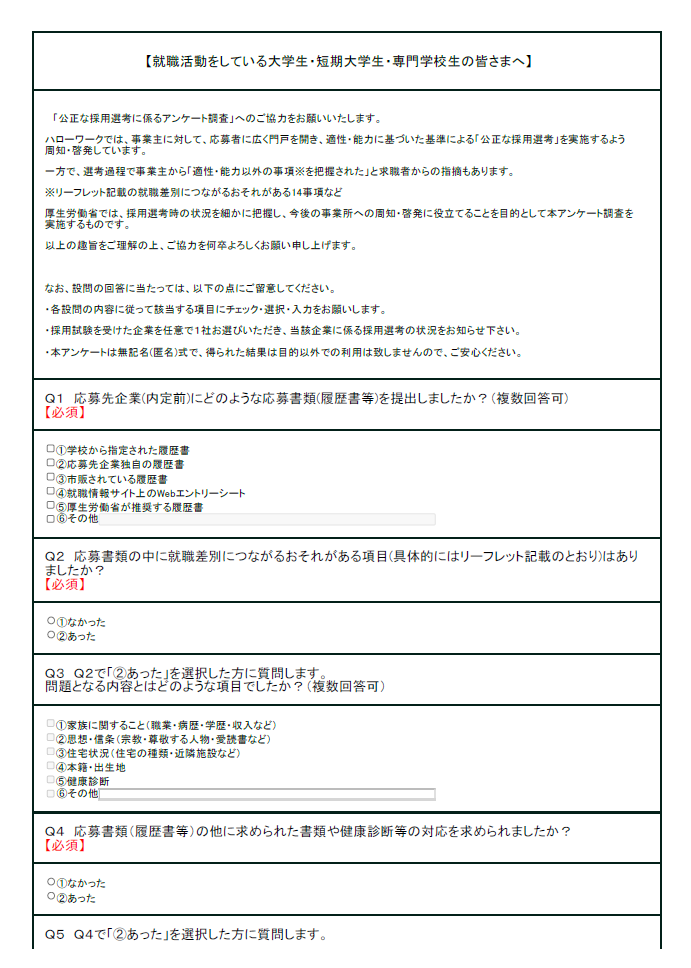 【就職活動をしている大学生・短期大学生・専門学校生の皆さまへ】
「公正な採用選考に係るアンケート調査」へのご協力をお願いいたします。
ハローワークでは、事業主に対して、応募者に広く門戸を開き、適性・能力に基づいた基準による「公正な採用選考」を実施するよう
周知・啓発しています。
一方で、選考過程で事業主から「適性・能力以外の事項※を把握された」と求職者からの指摘もあります。
※リーフレット記載の就職差別につながるおそれがある14事項など
厚生労働省では、採用選考時の状況を細かに把握し、今後の事業所への周知・啓発に役立てることを目的として本アンケート調査を
実施するものです。
以上の趣旨をご理解の上、ご協力を何卒よろしくお願い申し上げます。
なお、設問の回答に当たっては、以下の点にご留意してください。
・各設問の内容に従って該当する項目にチェック・選択・入力をお願いします。
・採用試験を受けた企業を任意で1社お選びいただき、当該企業に係る採用選考の状況をお知らせ下さい。
・本アンケートは無記名(匿名)式で、得られた結果は目的以外での利用は致しませんので、ご安心ください。
Q1 応募先企業(内定前)にどのような応募書類(履歴書等)を提出しましたか？(複数回答可)
【必須】
①学校から指定された履歴書
②応募先企業独自の履歴書
③市販されている履歴書
④就職情報サイト上のWebエントリーシート
⑤厚生労働省が推奨する履歴書
⑥その他
Q2 応募書類の中に就職差別につながるおそれがある項目(具体的にはリーフレット記載のとおり)はあり
ましたか？
【必須】
①なかった
②あった
Q3 Q2で「②あった」を選択した方に質問します。
問題となる内容とはどのような項目でしたか？(複数回答可)
①家族に関すること(職業・病歴・学歴・収入など)
②思想・信条(宗教・尊敬する人物・愛読書など)
③住宅状況(住宅の種類・近隣施設など)
④本籍・出生地
⑤健康診断
⑥その他
Q4 応募書類(履歴書等)の他に求められた書類や健康診断等の対応を求められましたか？
【必須】
①なかった
②あった
Q5 Q4で「②あった」を選択した方に質問します。